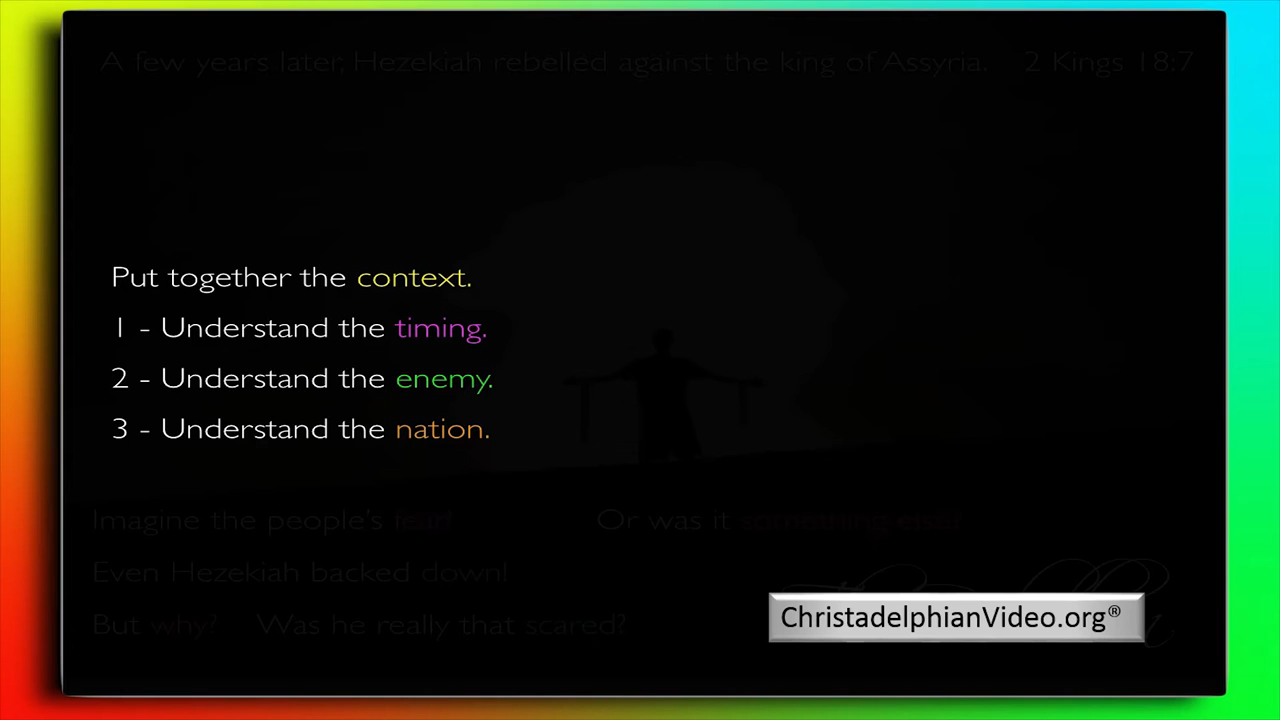 A few years later, Hezekiah rebelled against the king of Assyria. 2 Kings 18:7
Put together the context.
1 - Understand the timing.
2 - Understand the enemy.
3 - Understand the nation.
Imagine the people's fear! Or was it something else!
Even Hezekiah backed down!
But why? Was he really that scared?
ChristadelphianVideo.org®